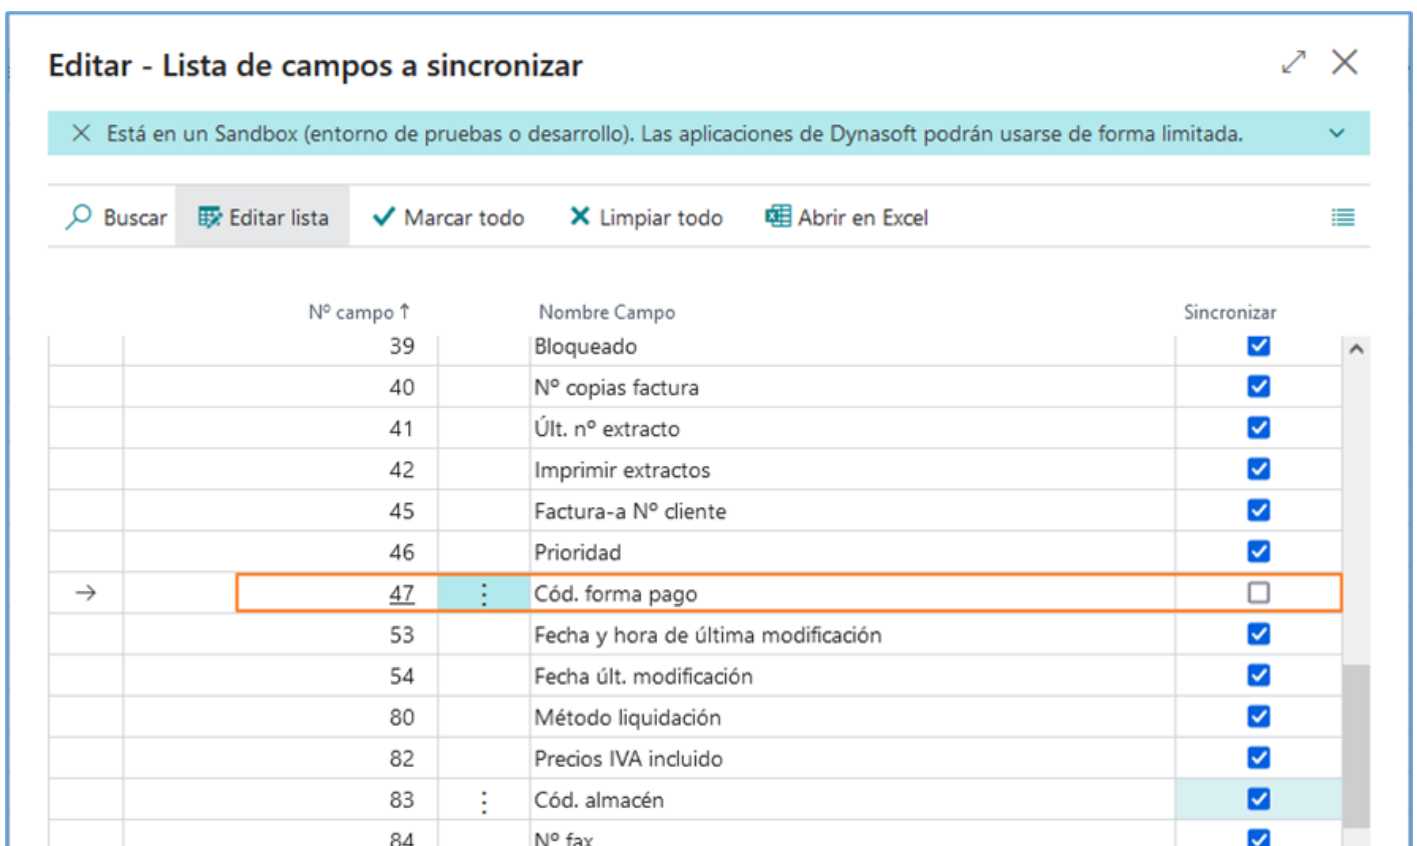 Editar - Lista de campos a sincronizar
Está en un Sandbox (entorno de pruebas o desarrollo). Las aplicaciones de Dynasoft podrán usarse de forma limitada.
Buscar Editar lista Marcar todo Limpiar todo Abrir en Excel
Nº campo ↑ Nombre Campo Sincronizar
39 Bloqueado
40 Nº copias factura
41 Últ. nº extracto
42 Imprimir extractos
45 Factura-a Nº cliente
46 Prioridad
47 Cód. forma pago
53 Fecha y hora de última modificación
54 Fecha últ. modificación
80 Método liquidación
82 Precios IVA incluido
83 Cód. almacén
84 Nº fax